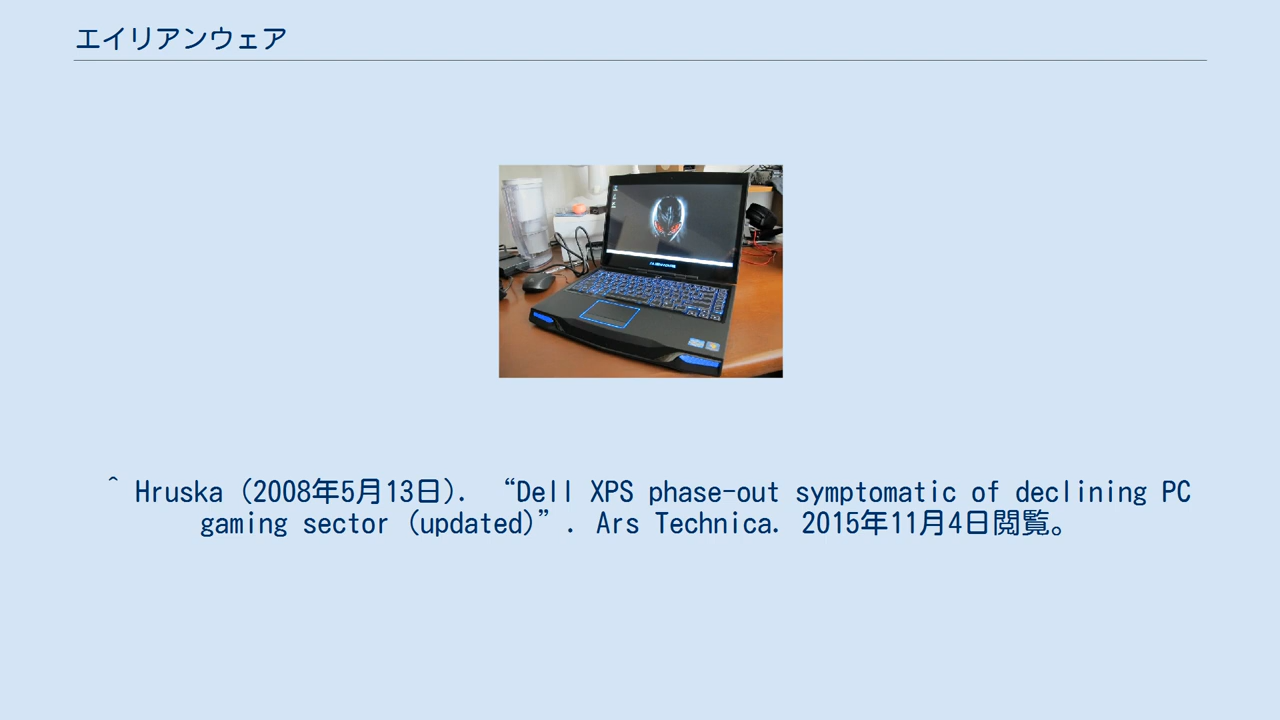 エイリアンウェア
ALIENWARE
^ Hruska (2008年5月13日). “Dell XPS phase-out symptomatic of declining PC
gaming sector (updated)”. Ars Technica. 2015年11月4日閲覧。